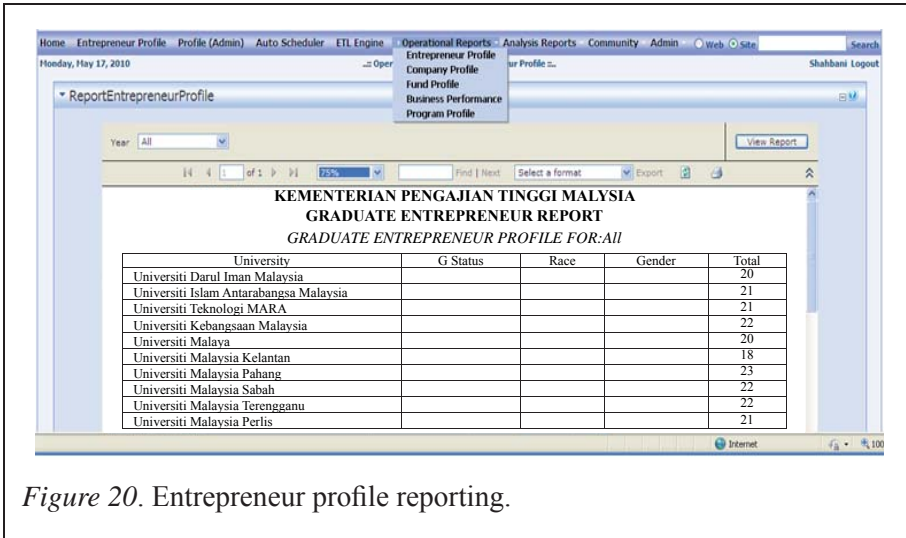 Home Entrepreneur Profile Profile (Admin) Auto Scheduler ETL Engine Operational Reports Analysis Reports Community Admin Web Site Search
Monday, May 17, 2010 ..:: Oper ur Profile ::.. Shahbani Logout
Entrepreneur Profile
Company Profile
Fund Profile
Business Performance
Program Profile
ReportEntrepreneurProfile
Year All View Report
1 of 1 75% Find | Next Select a format Export
KEMENTERIAN PENGAJIAN TINGGI MALYSIA
GRADUATE ENTREPRENEUR REPORT
GRADUATE ENTREPRENEUR PROFILE FOR:All
University G Status Race Gender Total
Universiti Darul Iman Malaysia 20
Universiti Islam Antarabangsa Malaysia 21
Universiti Teknologi MARA 21
Universiti Kebangsaan Malaysia 22
Universiti Malaya 20
Universiti Malaysia Kelantan 18
Universiti Malaysia Pahang 23
Universiti Malaysia Sabah 22
Universiti Malaysia Terengganu 22
Universiti Malaysia Perlis 21
Internet 100
Figure 20. Entrepreneur profile reporting.